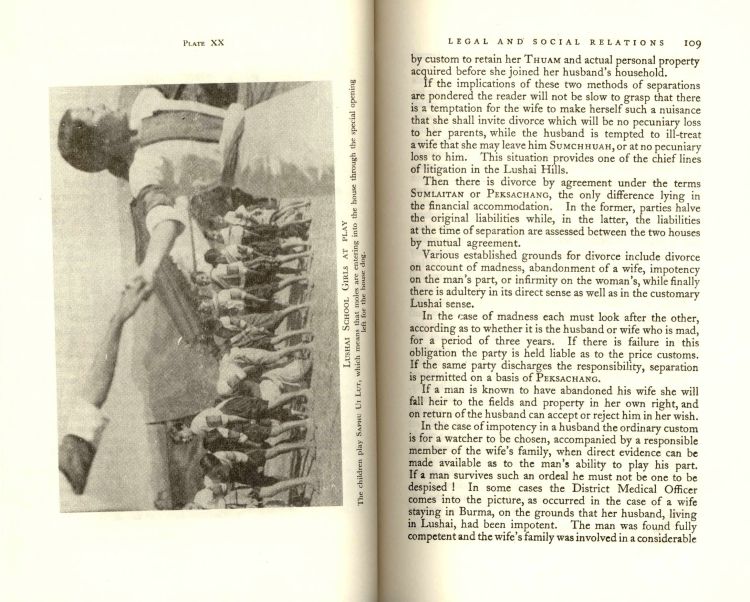 PLATE XX
LUSHAI SCHOOL GIRLS AT PLAY
The children play SAPHU UI LUT, which means that moles are entering into the house through the special opening
left for the house dog.
LEGAL AND SOCIAL RELATIONS 109
by custom to retain her THUAM and actual personal property
acquired before she joined her husband's household.
If the implications of these two methods of separations
are pondered the reader will not be slow to grasp that there
is a temptation for the wife to make herself such a nuisance
that she shall invite divorce which will be no pecuniary loss
to her parents, while the husband is tempted to ill-treat
a wife that she may leave him SUMCHHUAH, or at no pecuniary
loss to him. This situation provides one of the chief lines
of litigation in the Lushai Hills.
Then there is divorce by agreement under the terms
SUMLAITAN or PEKSACHANG, the only difference lying in
the financial accommodation. In the former, parties halve
the original liabilities while, in the latter, the liabilities
at the time of separation are assessed between the two houses
by mutual agreement.
Various established grounds for divorce include divorce
on account of madness, abandonment of a wife, impotency
on the man's part, or infirmity on the woman's, while finally
there is adultery in its direct sense as well as in the customary
Lushai sense.
In the case of madness each must look after the other,
according as to whether it is the husband or wife who is mad,
for a period of three years. If there is failure in this
obligation the party is held liable as to the price customs.
If the same party discharges the responsibility, separation
is permitted on a basis of PEKSACHANG.
If a man is known to have abandoned his wife she will
fall heir to the fields and property in her own right, and
on return of the husband can accept or reject him in her wish.
In the case of impotency in a husband the ordinary custom
is for a watcher to be chosen, accompanied by a responsible
member of the wife's family, when direct evidence can be
made available as to the man's ability to play his part.
If a man survives such an ordeal he must not be one to be
despised ! In some cases the District Medical Officer
comes into the picture, as occurred in the case of a wife
staying in Burma, on the grounds that her husband, living
in Lushai, had been impotent. The man was found fully
competent and the wife's family was involved in a considerable